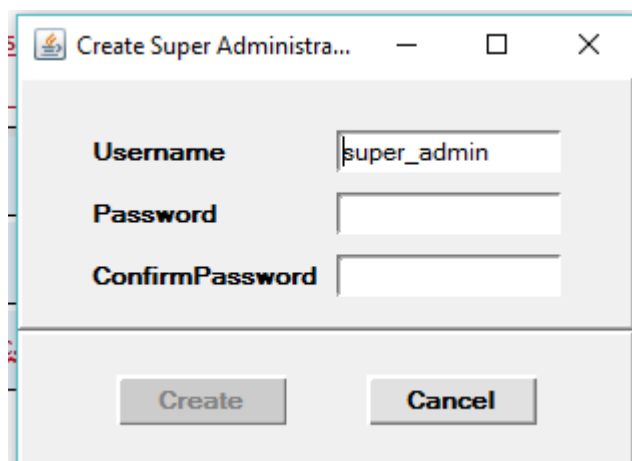 Create Super Administra...
Username super_admin
Password
ConfirmPassword
Create Cancel